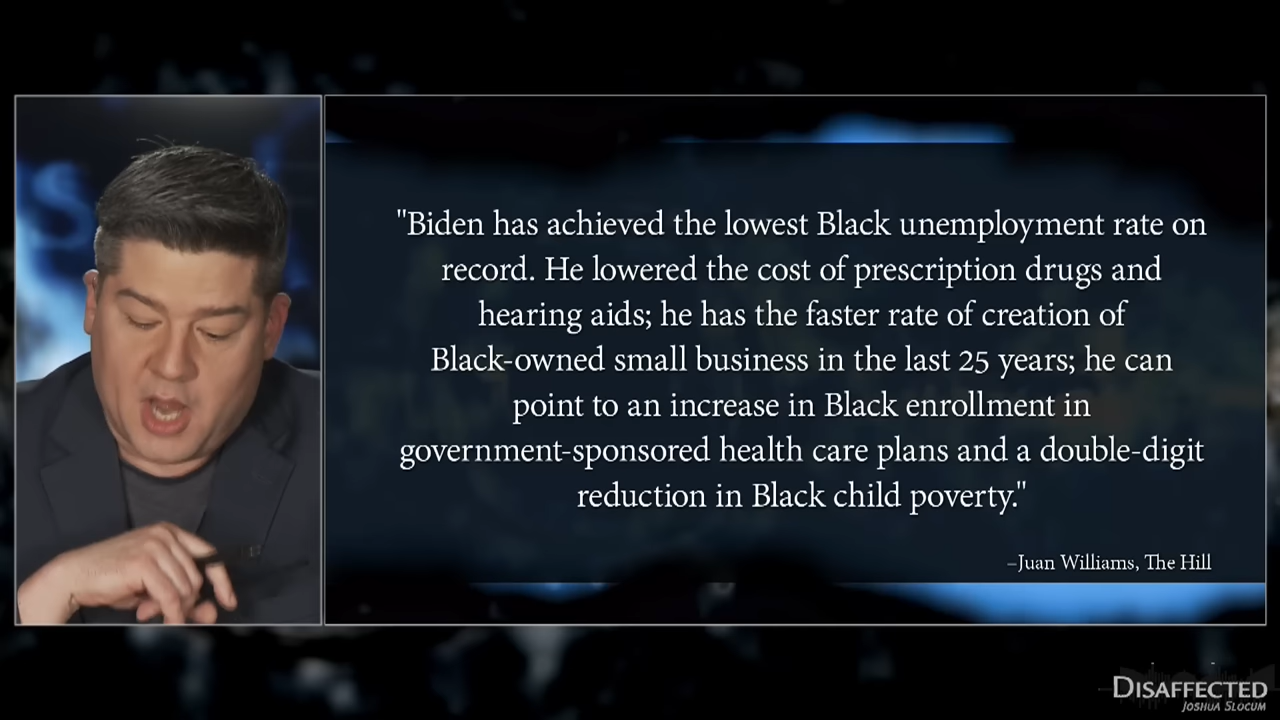 "Biden has achieved the lowest Black unemployment rate on
record. He lowered the cost of prescription drugs and
hearing aids; he has the faster rate of creation of
Black-owned small business in the last 25 years; he can
point to an increase in Black enrollment in
government-sponsored health care plans and a double-digit
reduction in Black child poverty."
–Juan Williams, The Hill
DISAFFECTED
JOSHUA SLOCUM